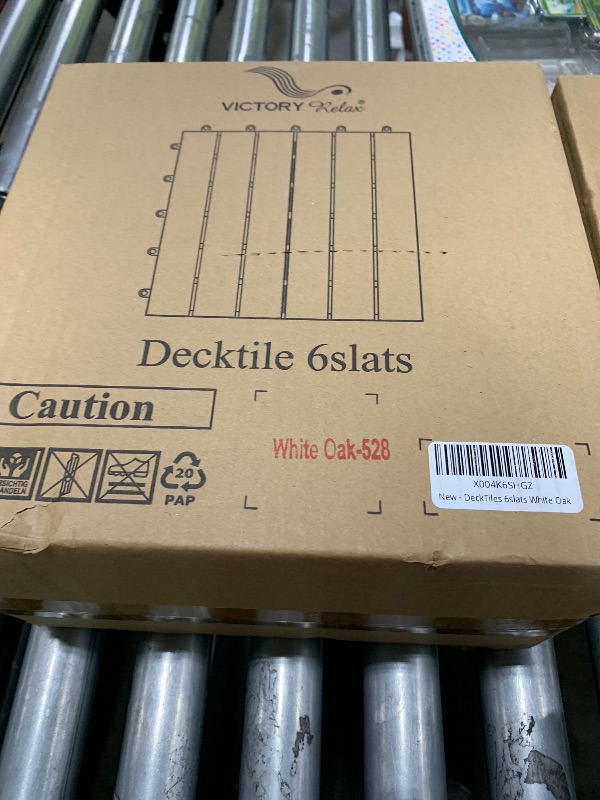 VICTORY Relax®
Decktile 6slats
Caution
White Oak-528
X004K6SHGZ
New - DeckTiles 6slats White Oak
20
PAP